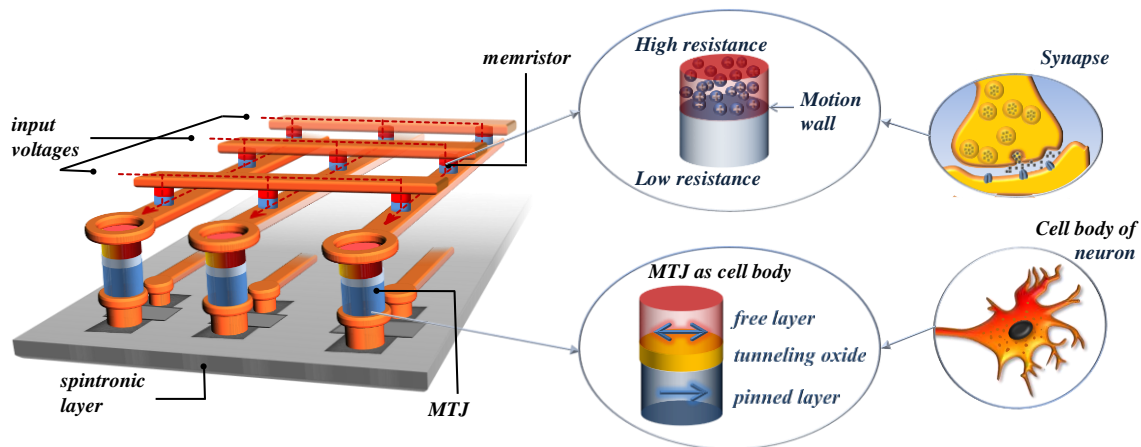 memristor
input
voltages
spintronic
layer
MTJ
High resistance
Motion
wall
Low resistance
Synapse
MTJ as cell body
free layer
tunneling oxide
pinned layer
Cell body of
neuron